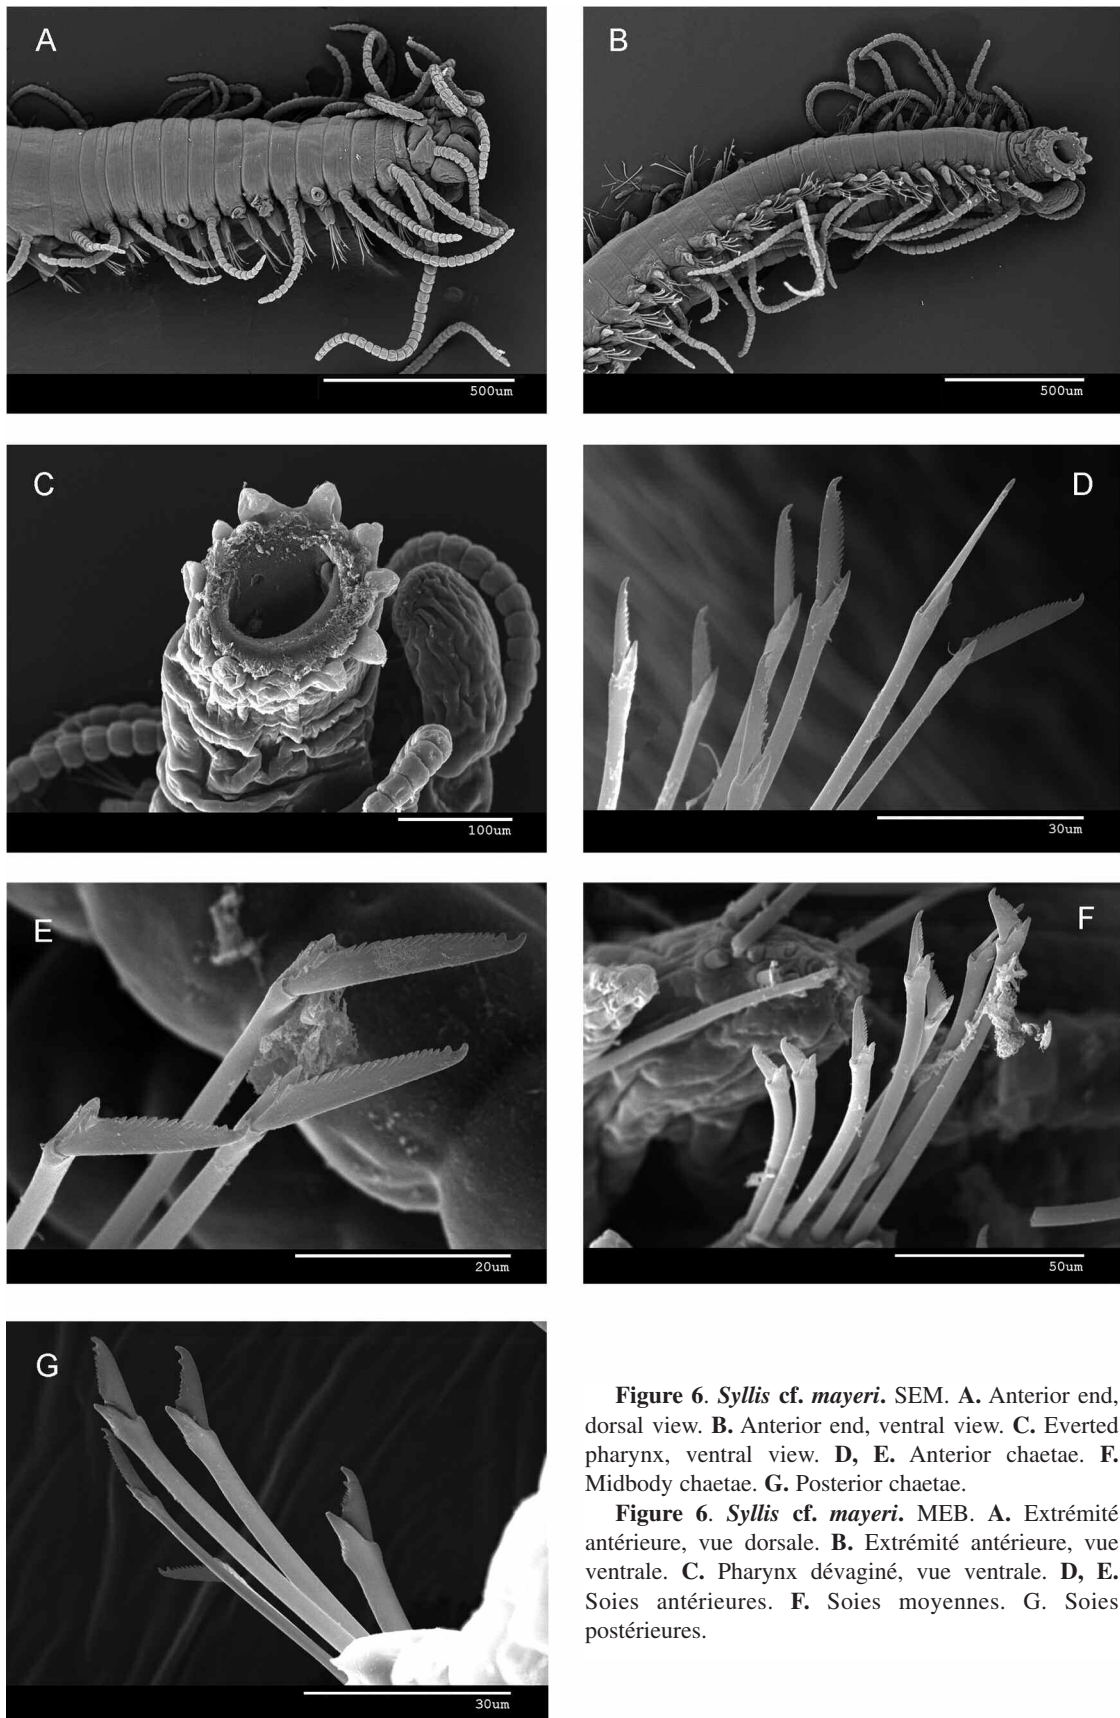 A
500um
B
500um
C
100um
D
30um
E
20um
F
50um
G
30um
Figure 6. Syllis cf. mayeri. SEM. A. Anterior end,
dorsal view. B. Anterior end, ventral view. C. Everted
pharynx, ventral view. D, E. Anterior chaetae. F.
Midbody chaetae. G. Posterior chaetae.
Figure 6. Syllis cf. mayeri. MEB. A. Extrémité
antérieure, vue dorsale. B. Extrémité antérieure, vue
ventrale. C. Pharynx dévaginé, vue ventrale. D, E.
Soies antérieures. F. Soies moyennes. G. Soies
postérieures.